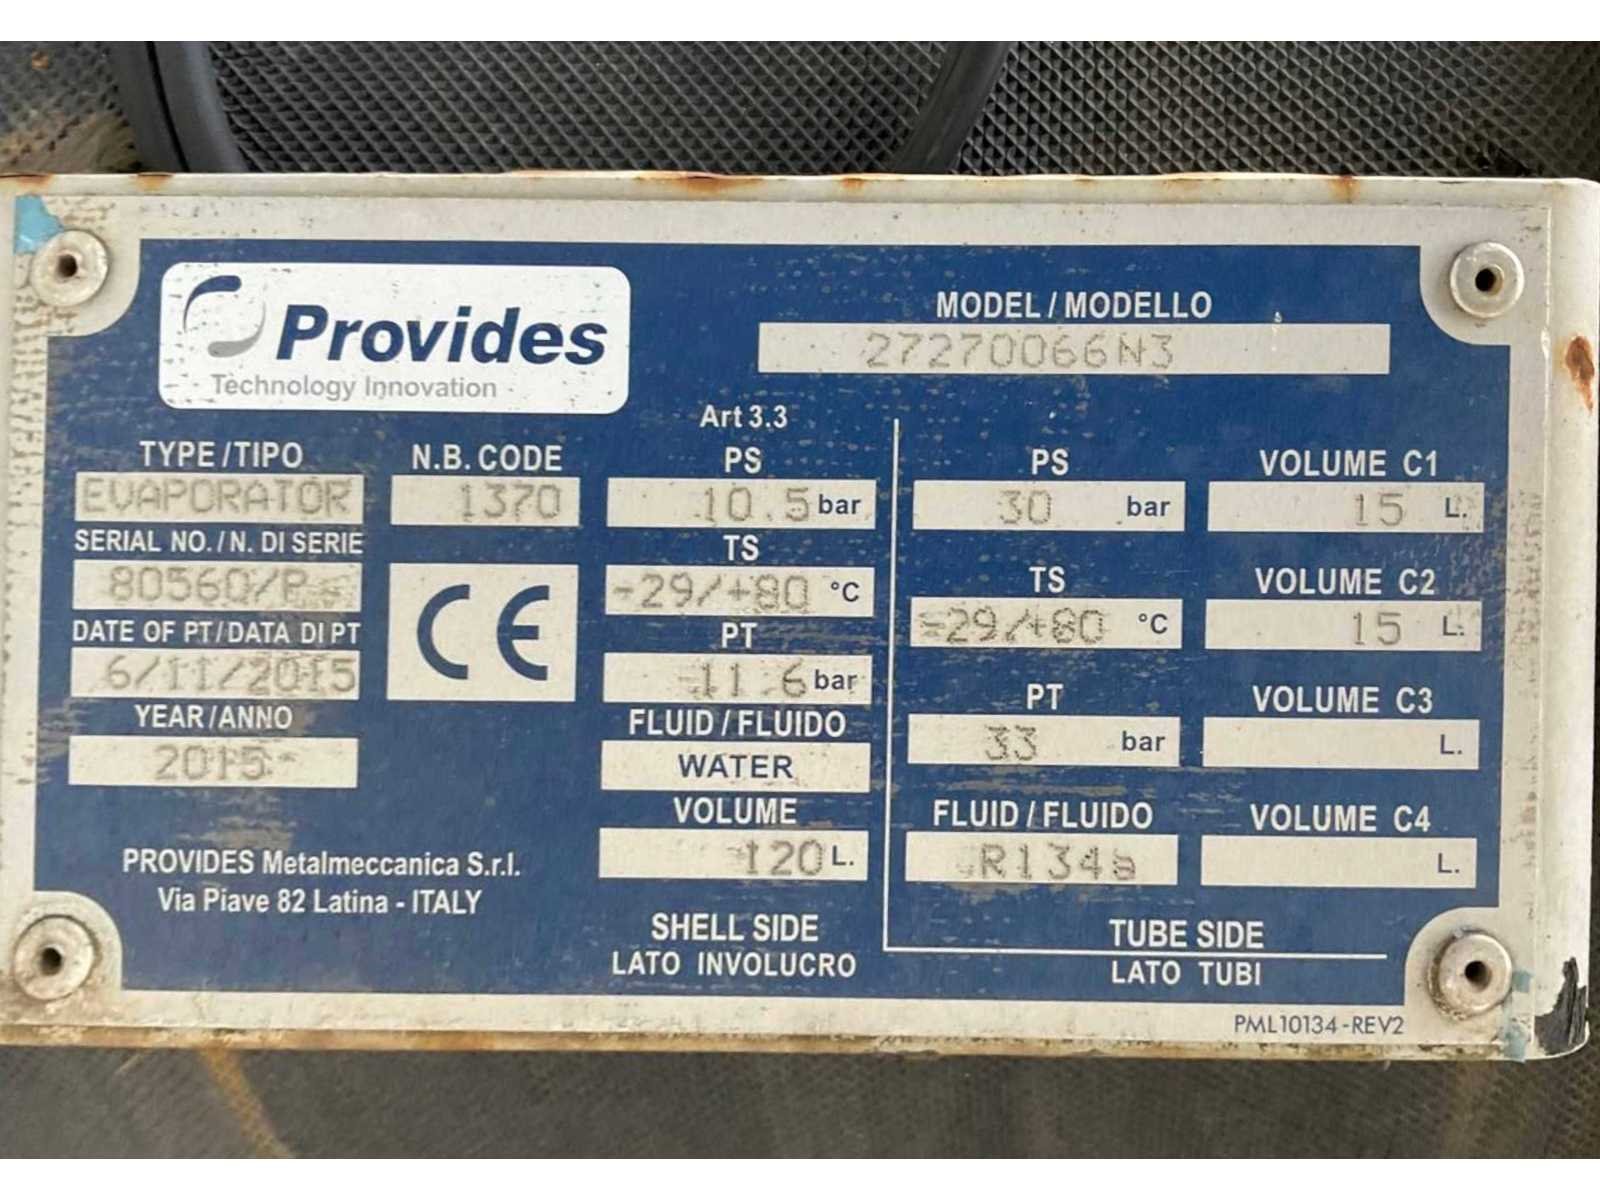 Provides
Technology Innovation
MODEL/MODELLO
27270066N3
TYPE/TIPO
EVAPORATOR
SERIAL NO./N. DI SERIE
80560/P
DATE OF PT/DATA DI PT
6/11/2015
YEAR/ANNO
2015
N.B. CODE
1370
CE
PROVIDES Metalmeccanica S.r.l.
Via Piave 82 Latina - ITALY
Art 3.3
PS
10.5 bar
TS
-29/+80 °C
PT
11.6 bar
FLUID/FLUIDO
WATER
VOLUME
120 L.
SHELL SIDE
LATO INVOLUCRO
PS
30 bar
TS
-29/+80 °C
PT
33 bar
FLUID/FLUIDO
R134a
VOLUME C1
15 L.
VOLUME C2
15 L.
VOLUME C3
L.
VOLUME C4
L.
TUBE SIDE
LATO TUBI
PML10134-REV2